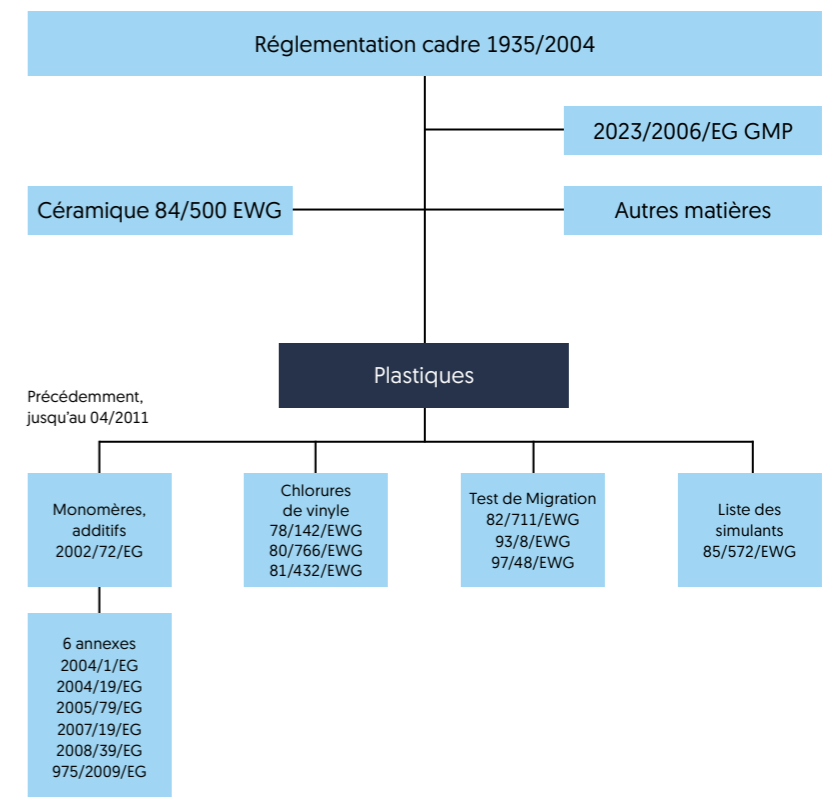 Réglementation cadre 1935/2004
2023/2006/EG GMP
Céramique 84/500 EWG
Autres matières
Plastiques
Précédemment,
jusqu'au 04/2011
Monomères,
additifs
2002/72/EG
Chlorures
de vinyle
78/142/EWG
80/766/EWG
81/432/EWG
Test de Migration
82/711/EWG
93/8/EWG
97/48/EWG
Liste des
simulants
85/572/EWG
6 annexes
2004/1/EG
2004/19/EG
2005/79/EG
2007/19/EG
2008/39/EG
975/2009/EG